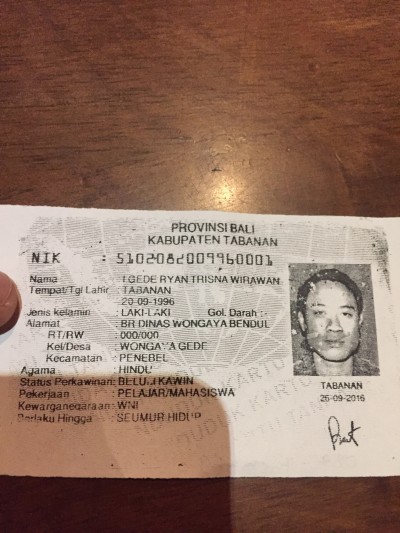 PROVINSI BALI
KABUPATEN TABANAN
NIK :
Nama : I GEDE RYAN TRISNA WIRAWAN
Tempat/Tgl Lahir : TABANAN
20-09-1996
Jenis kelamin : LAKI-LAKI Gol. Darah :-
Alamat : BR DINAS WONGAYA BENDUL
RT/RW : 000/000
Kel/Desa : WONGAYA GEDE
Kecamatan : PENEBEL
Agama : HINDU
Status Perkawinan: BELUM KAWIN
Pekerjaan : PELAJAR/MAHASISWA
Kewarganegaraan: WNI
Berlaku Hingga : SEUMUR HIDUP
TABANAN
26-09-2016